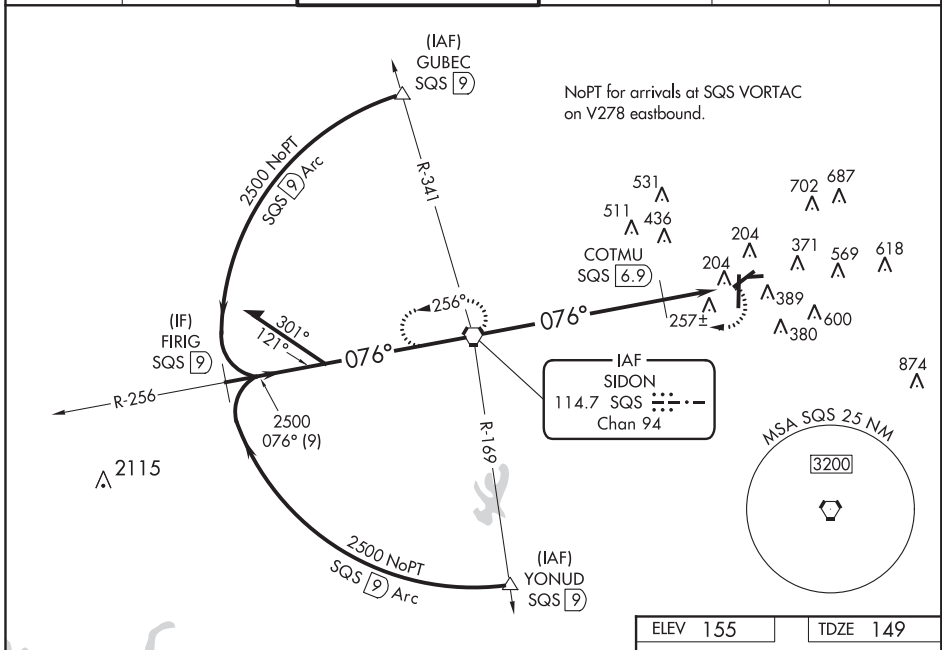 (IAF)
GUBEC
SQS 9
NoPT for arrivals at SQS VORTAC
on V278 eastbound.
2500 NoPT
SQS 9 Arc
R-341
531
511
436
702
687
COTMU
SQS 6.9
204
204
371
569
618
389
257±
380
600
874
256°
076°
(IF)
FIRIG
SQS 9
301°
121°
076°
R-256
2500
076° (9)
IAF
SIDON
114.7 SQS
Chan 94
R-169
2115
MSA SQS 25 NM
3200
2500 NoPT
SQS 9 Arc
(IAF)
YONUD
SQS 9
ELEV 155
TDZE 149